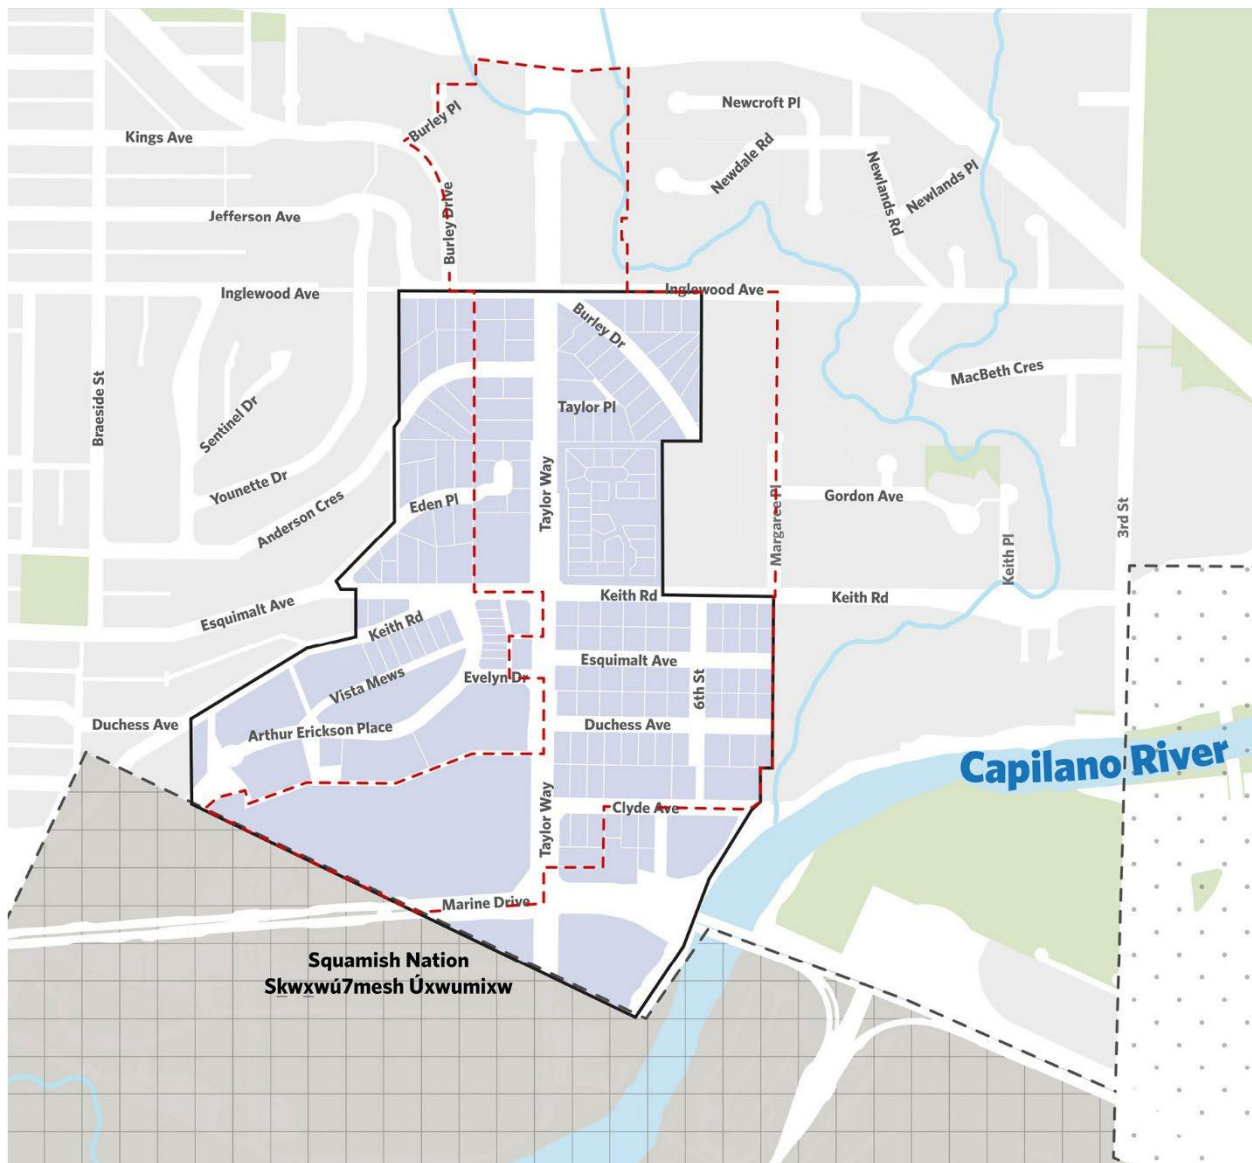 Newcroft Pl
Burley Pl
Kings Ave
Newdale Rd
Newlands Pl
Newlands Rd
Jefferson Ave
Burley Drive
Inglewood Ave
Inglewood Ave
Burley Dr
MacBeth Cres
Braeside St
Sentinel Dr
Taylor Pl
Younette Dr
Anderson Cres
Eden Pl
Taylor Way
Gordon Ave
Margaree Pl
3rd St
Keith Pl
Esquimalt Ave
Keith Rd
Keith Rd
Keith Rd
Esquimalt Ave
Vista Mews
Evelyn Dr
6th St
Duchess Ave
Arthur Erickson Place
Duchess Ave
Capilano River
Taylor Way
Clyde Ave
Marine Drive
Squamish Nation
Sḵwx̱wú7mesh Úxwumixw